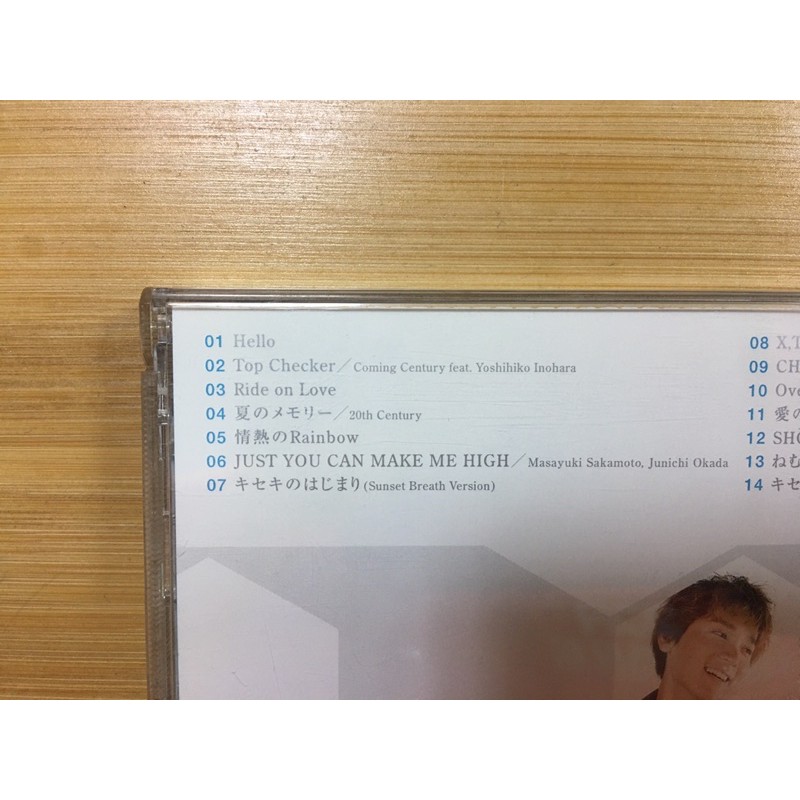 01 Hello
02 Top Checker／Coming Century feat. Yoshihiko Inohara
03 Ride on Love
04 夏のメモリー／20th Century
05 情熱のRainbow
06 JUST YOU CAN MAKE ME HIGH／Masayuki Sakamoto, Junichi Okada
07 キセキのはじまり(Sunset Breath Version)
08 X.T
09 CH
10 Ove
11 愛の
12 SHO
13 ねむ
14 キセ